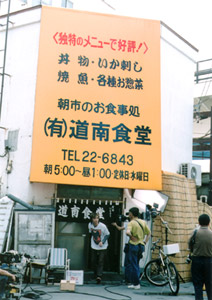 〈独特のメニューで好評！〉
丼物・いか刺し
焼魚・各種お惣菜
朝市のお食事処
(有)道南食堂
TEL 22-6843
朝5:00〜昼1:00 定休日水曜日
道南食堂